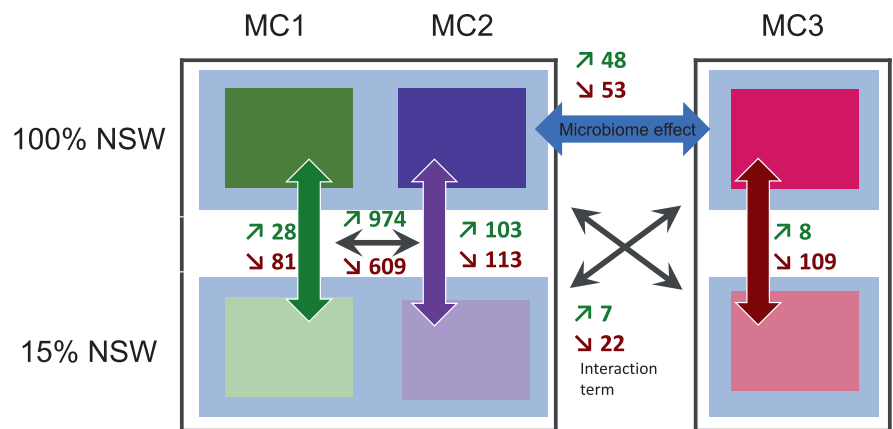 MC1 MC2 MC3
↗ 48
↘ 53
100% NSW
Microbiome effect
↗ 28 ↗ 974 ↗ 103 ↗ 8
↘ 81 ↘ 609 ↘ 113 ↘ 109
↗ 7
↘ 22
15% NSW
Interaction
term